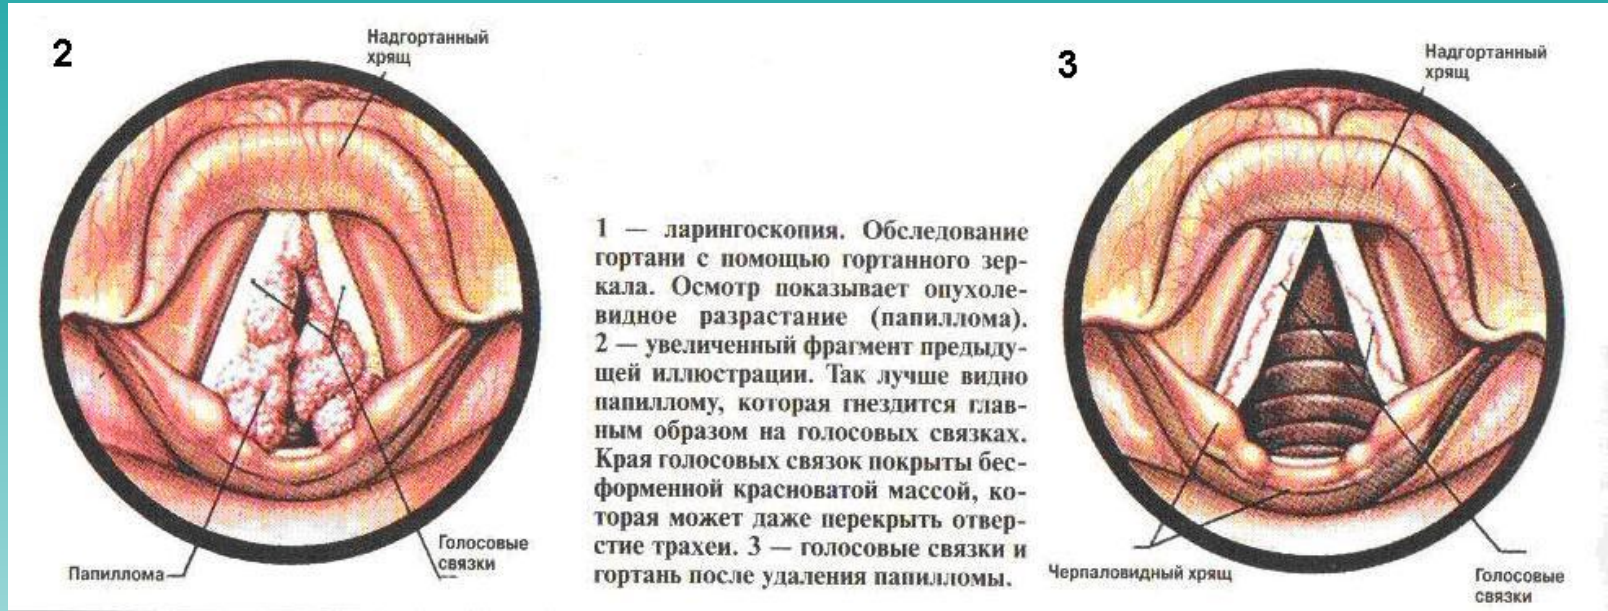 2
Надгортанный
хрящ
Папиллома
Голосовые
связки
1 — ларингоскопия. Обследование
гортани с помощью гортанного зер-
кала. Осмотр показывает опухоле-
видное разрастание (папиллома).
2 — увеличенный фрагмент предыду-
щей иллюстрации. Так лучше видно
папиллому, которая гнездится глав-
ным образом на голосовых связках.
Края голосовых связок покрыты бес-
форменной красноватой массой, ко-
торая может даже перекрыть отвер-
стие трахеи. 3 — голосовые связки и
гортань после удаления папилломы.
3
Надгортанный
хрящ
Черпаловидный хрящ
Голосовые
связки